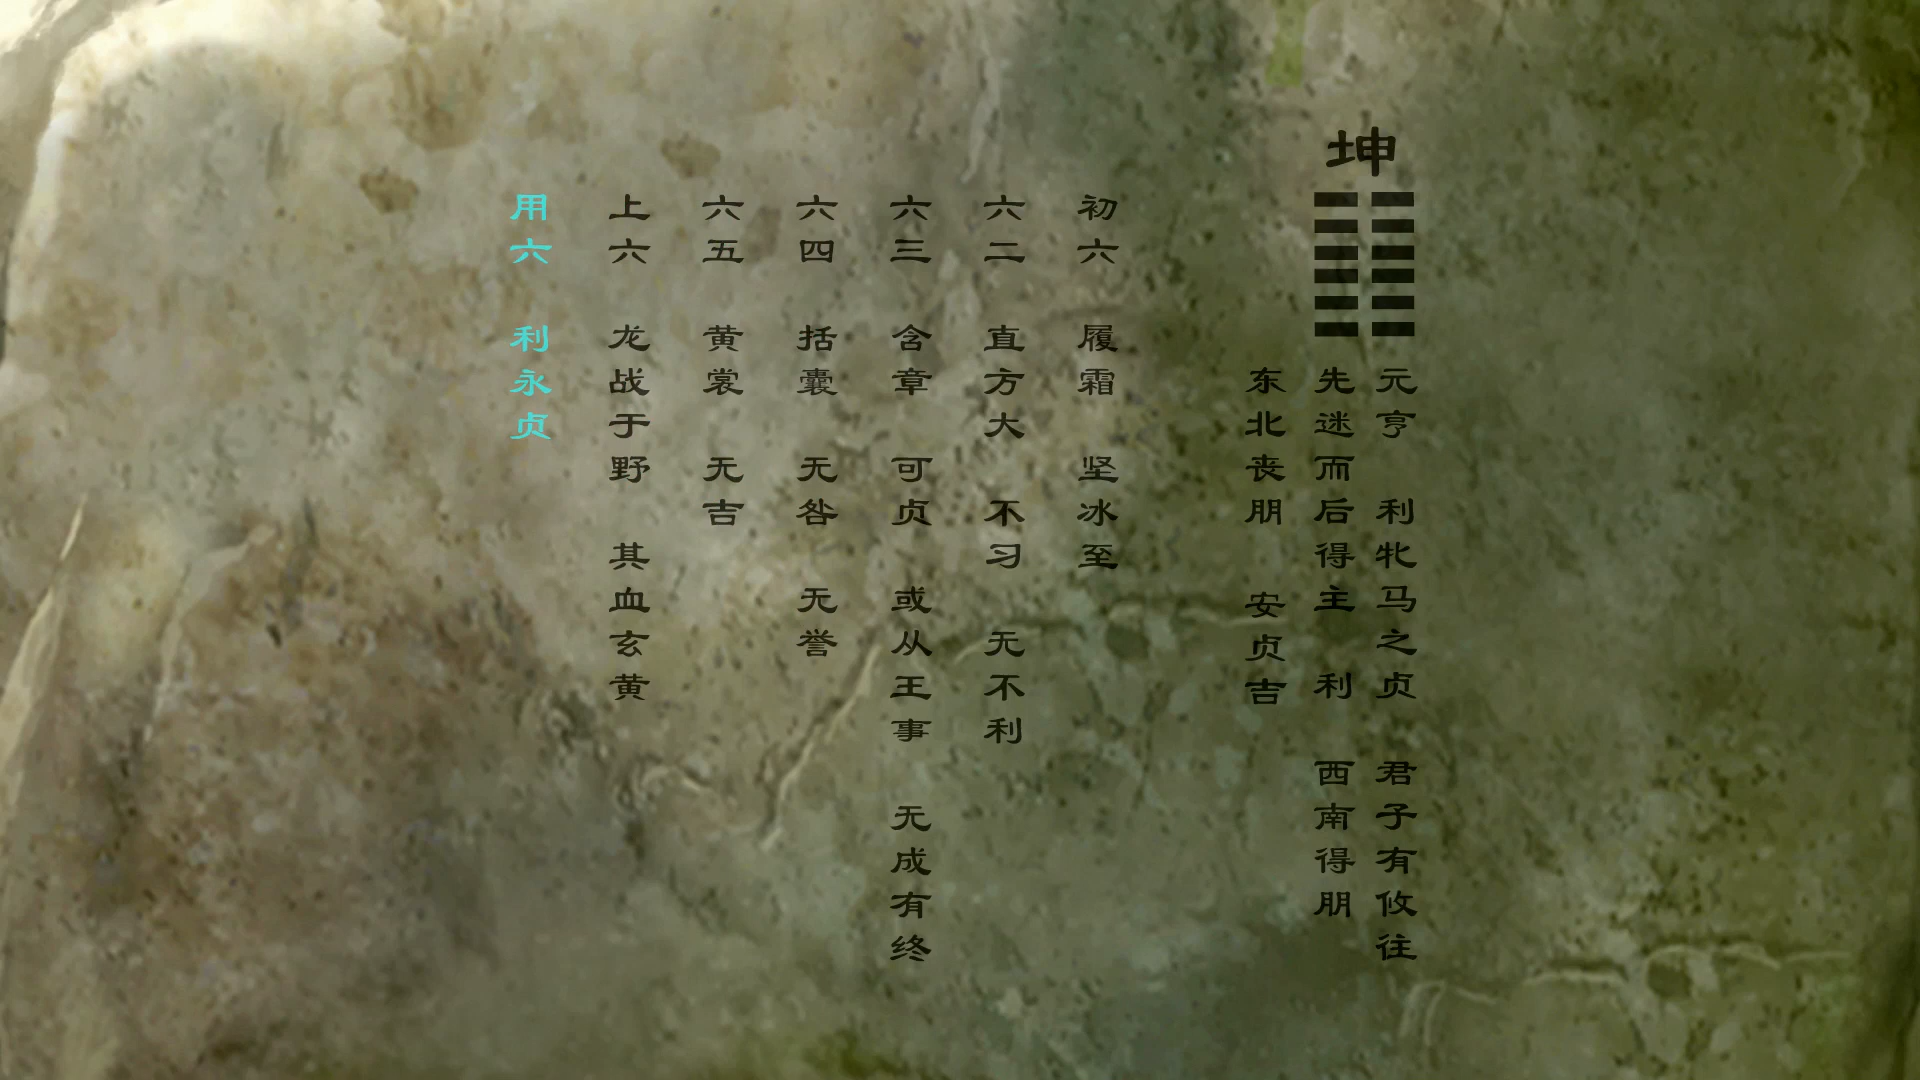 坤
元亨 利牝马之贞 君子有攸往
先迷而后得主 利 西南得朋
东北丧朋 安贞吉
初六 履霜 坚冰至
六二 直方大 不习 无不利
六三 含章 可贞 或从王事 无成有终
六四 括囊 无咎 无誉
六五 黄裳 无吉
上六 龙战于野 其血玄黄
用六 利永贞